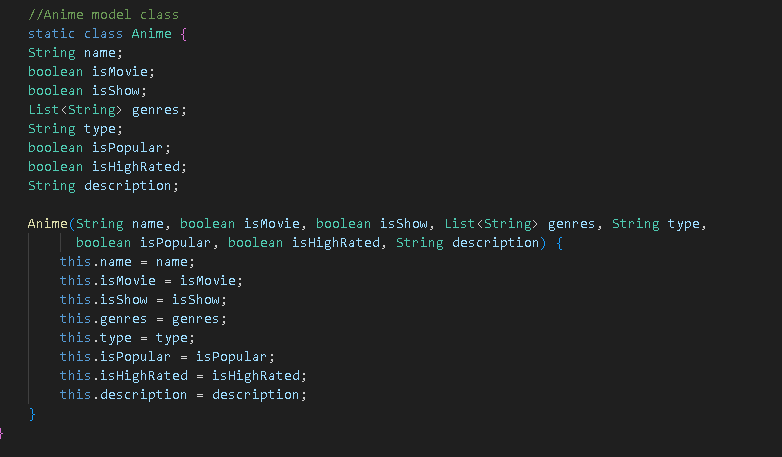 //Anime model class
static class Anime {
String name;
boolean isMovie;
boolean isShow;
List<String> genres;
String type;
boolean isPopular;
boolean isHighRated;
String description;
Anime(String name, boolean isMovie, boolean isShow, List<String> genres, String type,
boolean isPopular, boolean isHighRated, String description) {
this.name = name;
this.isMovie = isMovie;
this.isShow = isShow;
this.genres = genres;
this.type = type;
this.isPopular = isPopular;
this.isHighRated = isHighRated;
this.description = description;
}
}